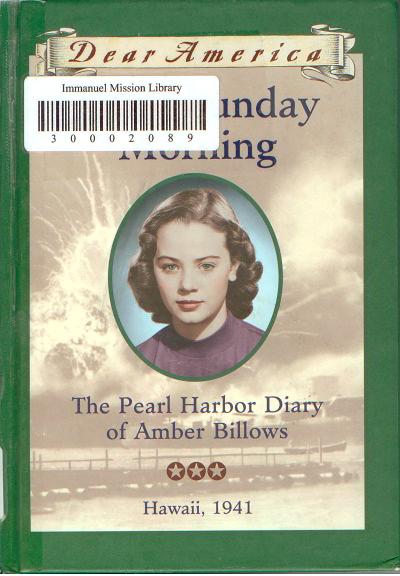 Dear America
Immanuel Mission Library
30002089
unday
Morning
The Pearl Harbor Diary
of Amber Billows
Hawaii, 1941